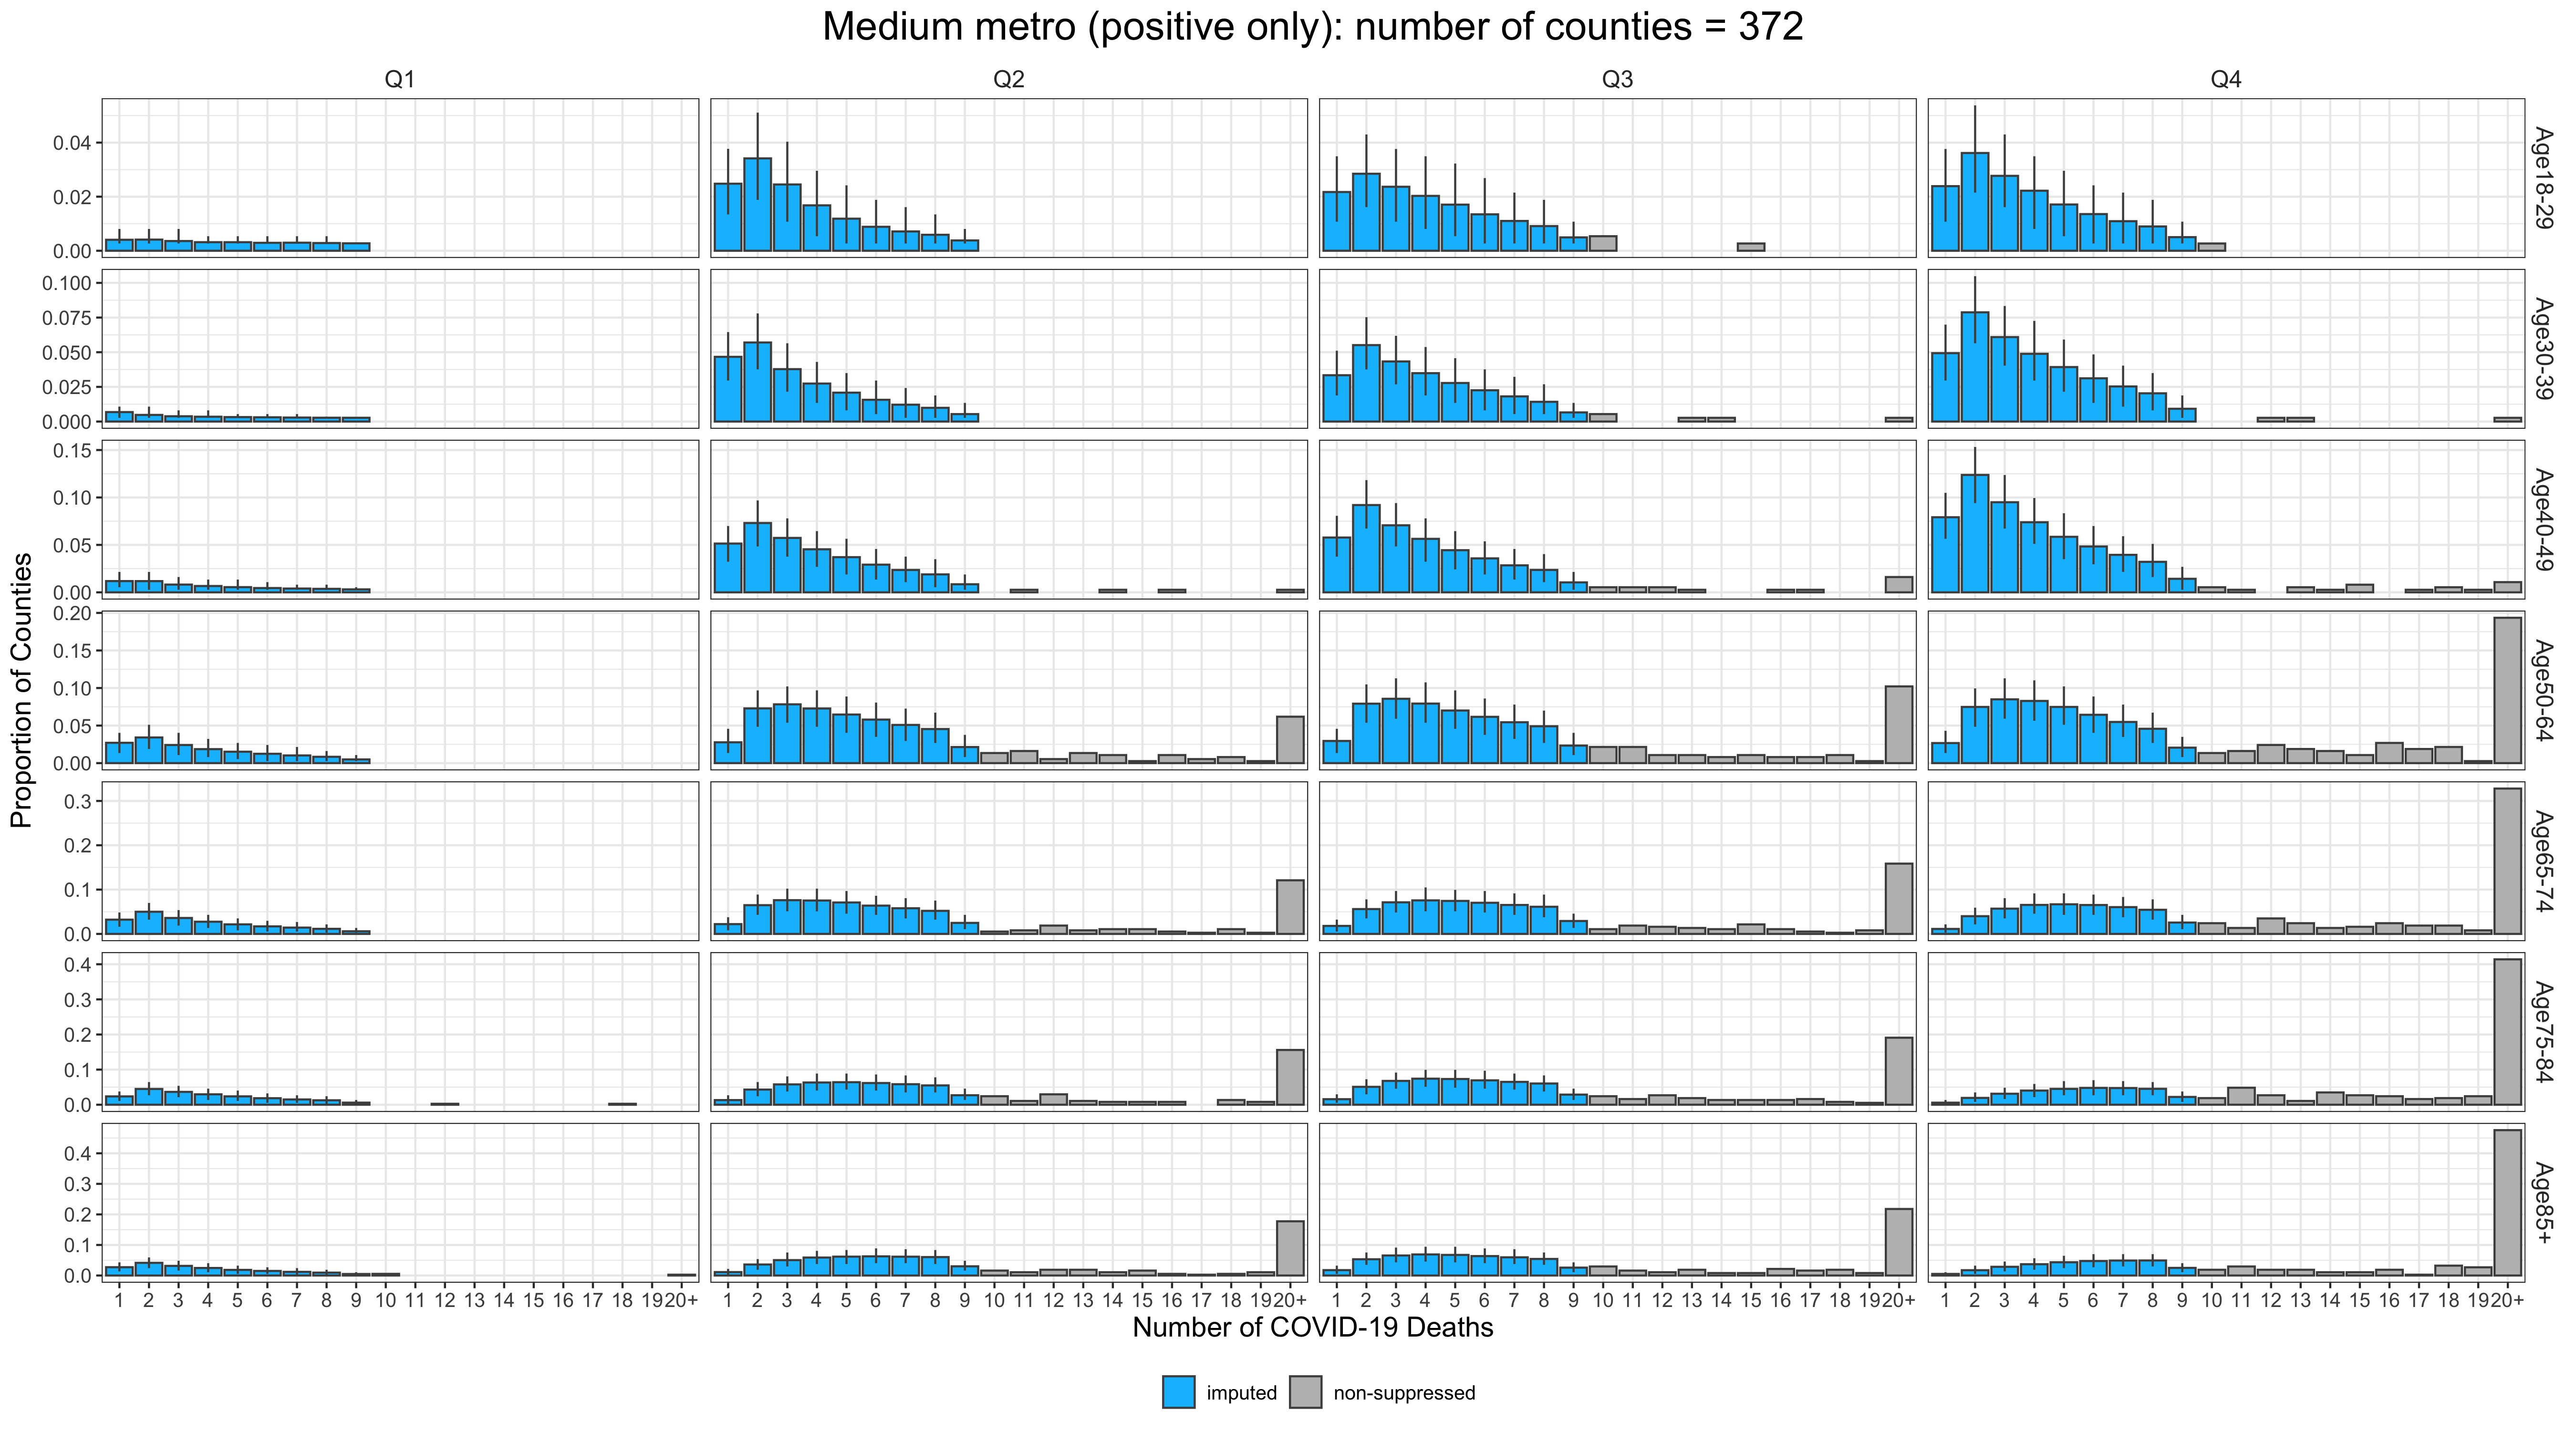 Medium metro (positive only): number of counties = 372
Q1 Q2 Q3 Q4
Proportion of Counties
0.04
0.02
0.00
Age18-29
0.100
0.075
0.050
0.025
0.000
Age30-39
0.15
0.10
0.05
0.00
Age40-49
0.20
0.15
0.10
0.05
0.00
Age50-64
0.3
0.2
0.1
0.0
Age65-74
0.4
0.3
0.2
0.1
0.0
Age75-84
0.4
0.3
0.2
0.1
0.0
Age85+
1 2 3 4 5 6 7 8 9 10 11 12 13 14 15 16 17 18 19 20+ 1 2 3 4 5 6 7 8 9 10 11 12 13 14 15 16 17 18 19 20+ 1 2 3 4 5 6 7 8 9 10 11 12 13 14 15 16 17 18 19 20+ 1 2 3 4 5 6 7 8 9 10 11 12 13 14 15 16 17 18 19 20+
Number of COVID-19 Deaths
imputed non-suppressed